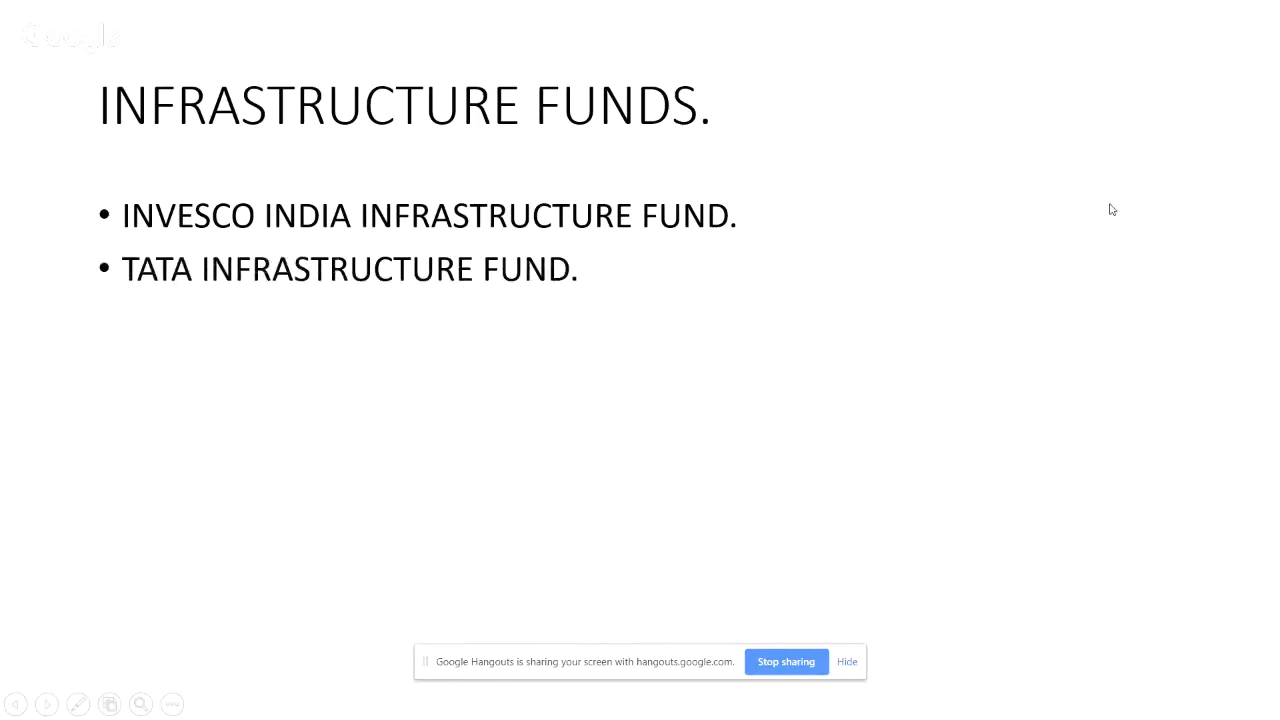 Google
INFRASTRUCTURE FUNDS.
• INVESCO INDIA INFRASTRUCTURE FUND.
• TATA INFRASTRUCTURE FUND.
Google Hangouts is sharing your screen with hangouts.google.com. Stop sharing Hide